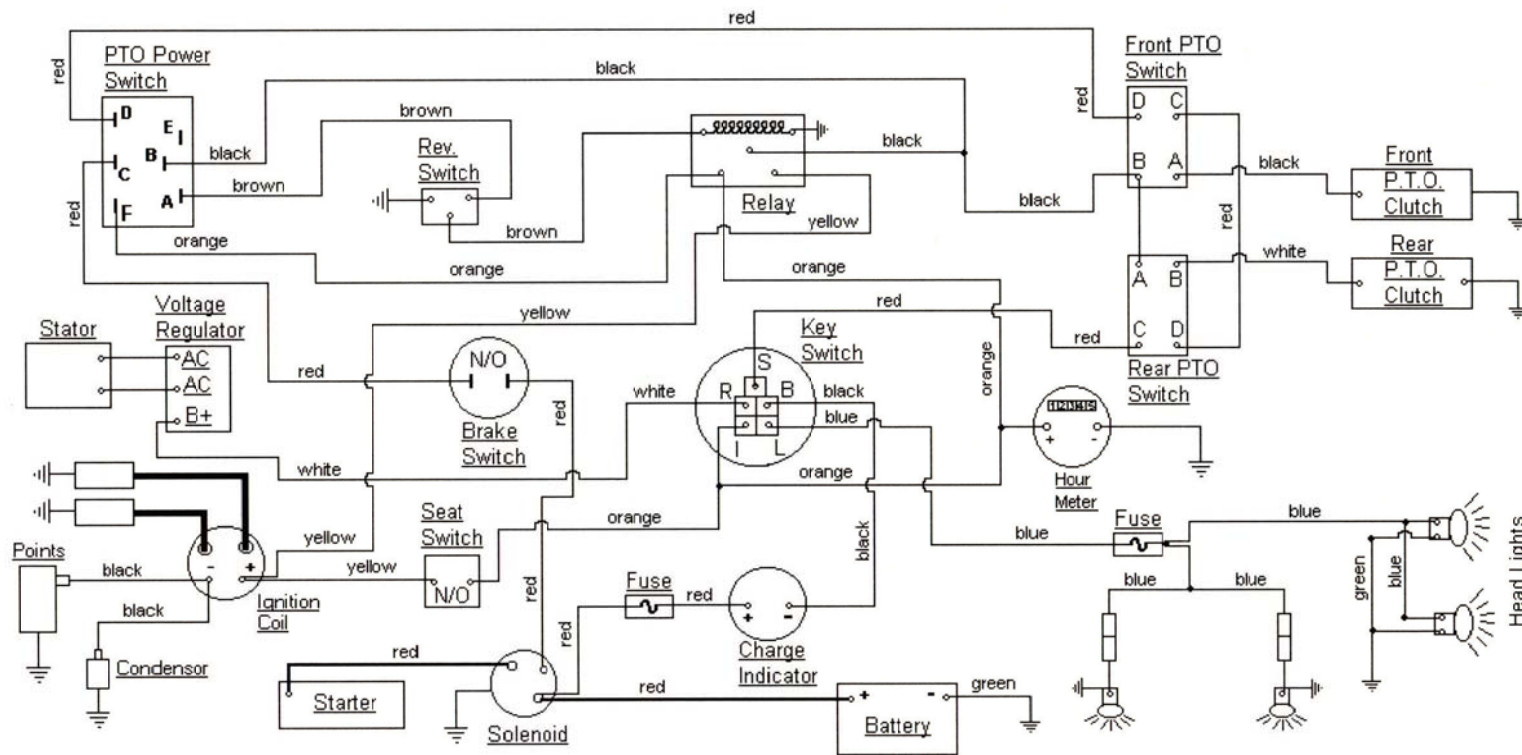 red
PTO Power
Switch
Front PTO
Switch
red
black
D
E
B
C
A
F
brown
black
brown
red
orange
Rev.
Switch
brown
orange
Relay
yellow
black
black
orange
red
D
C
B
A
black
Front
P.T.O.
Clutch
red
white
Rear
P.T.O.
Clutch
A
B
C
D
Rear PTO
Switch
Stator
Voltage
Regulator
AC
AC
B+
red
N/O
Brake
Switch
red
yellow
white
Key
Switch
S
R
B
I
L
red
red
black
blue
orange
12345
+
-
Hour
Meter
white
orange
Points
black
black
-
+
Ignition
Coil
yellow
yellow
Seat
Switch
N/O
orange
black
blue
Fuse
blue
blue
blue
green
blue
Head Lights
Condensor
red
red
Fuse
red
+
-
Charge
Indicator
red
Starter
Solenoid
red
+
-
Battery
green